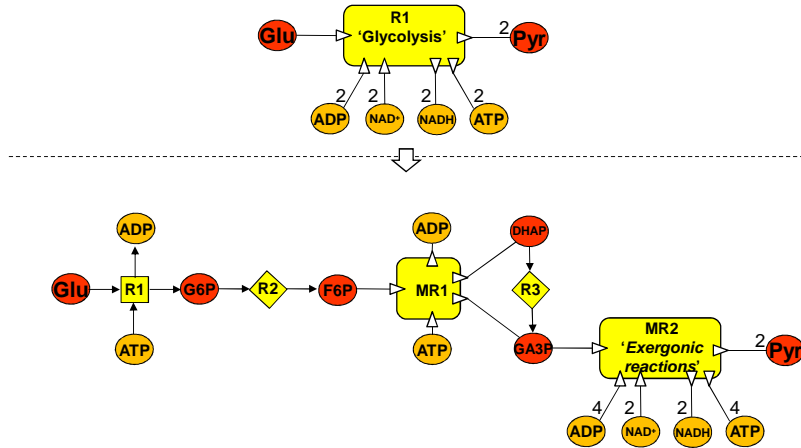 R1
'Glycolysis'
Glu
2
Pyr
2
2
2
2
ADP
NAD+
NADH
ATP
ADP
ADP
DHAP
Glu
R1
G6P
R2
F6P
MR1
R3
ATP
ATP
GA3P
MR2
'Exergonic
reactions'
2
Pyr
4
2
2
4
ADP
NAD+
NADH
ATP